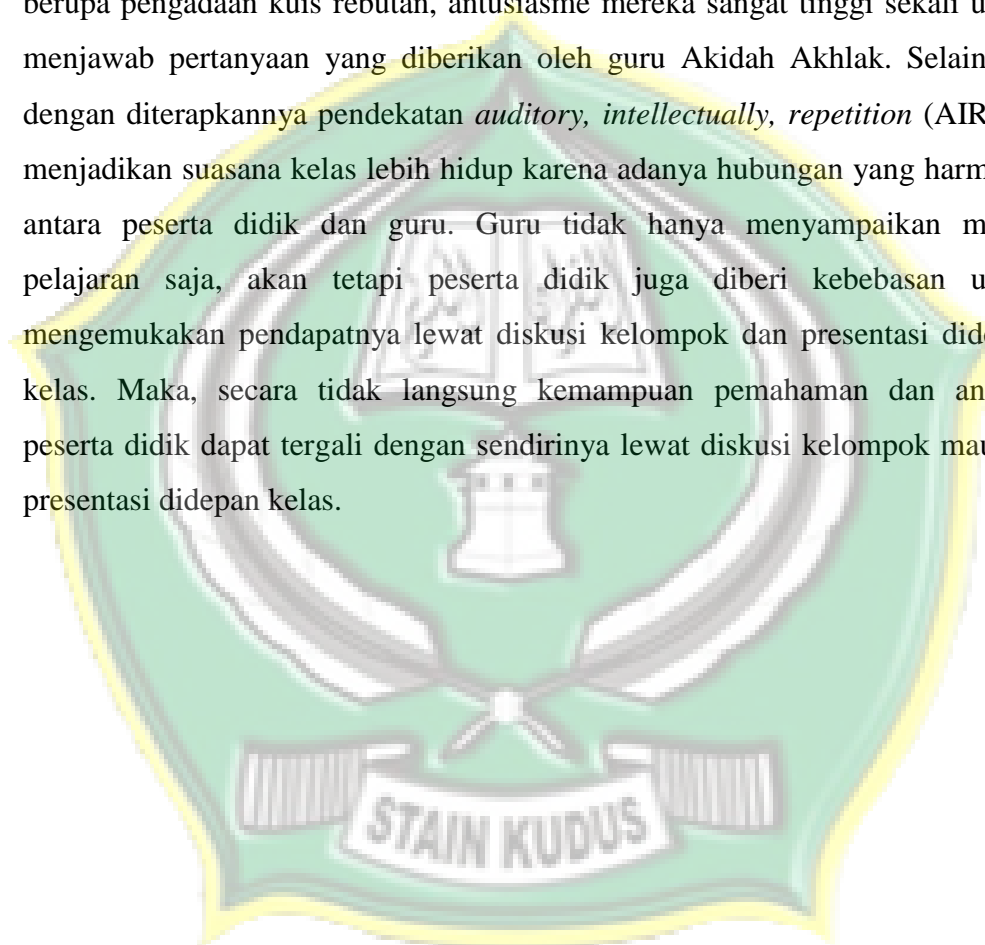 berupa pengadaan kuis rebutan, antusiasme mereka sangat tinggi sekali u
menjawab pertanyaan yang diberikan oleh guru Akidah Akhlak. Selain
dengan diterapkannya pendekatan auditory, intellectually, repetition (AIR
menjadikan suasana kelas lebih hidup karena adanya hubungan yang harm
antara peserta didik dan guru. Guru tidak hanya menyampaikan m
pelajaran saja, akan tetapi peserta didik juga diberi kebebasan u
mengemukakan pendapatnya lewat diskusi kelompok dan presentasi dide
kelas. Maka, secara tidak langsung kemampuan pemahaman dan an
peserta didik dapat tergali dengan sendirinya lewat diskusi kelompok mau
presentasi didepan kelas.
STAIN KUDUS